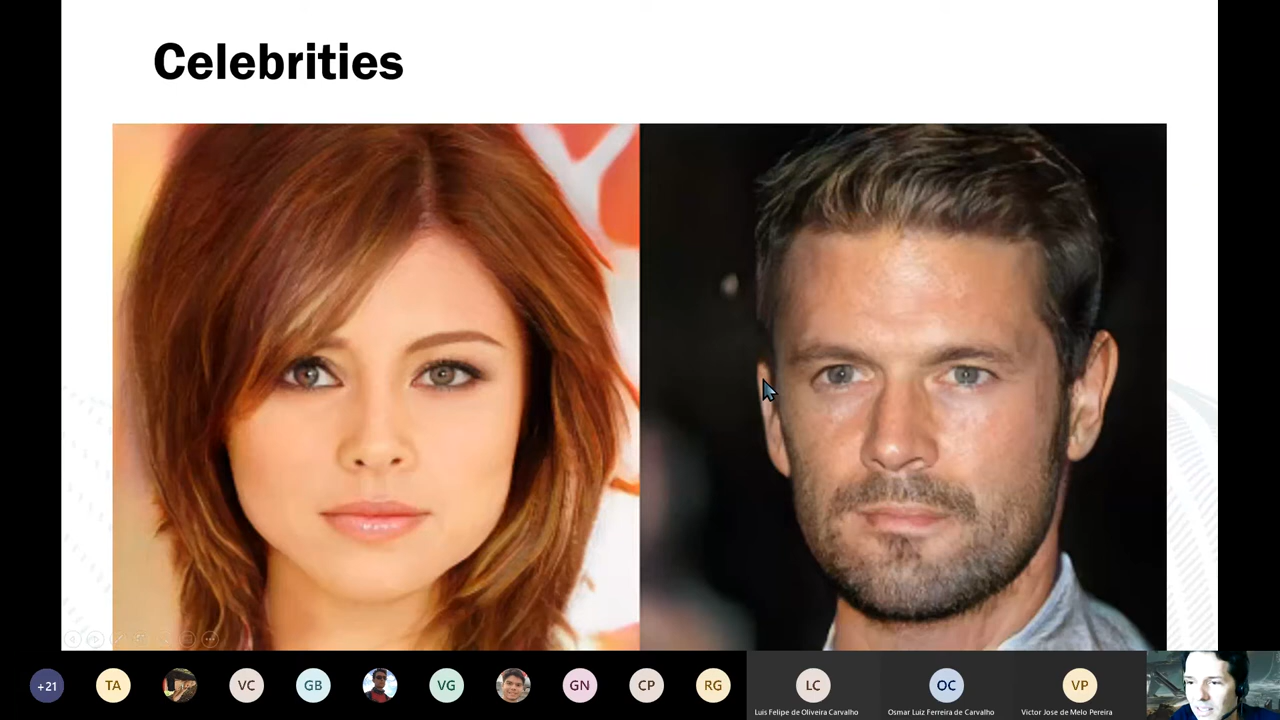 Celebrities
+21
TA
VC
GB
VG
GN
CP
RG
LC
OC
VP
Luis Felipe de Oliveira Carvalho
Osmar Luiz Ferreira de Carvalho
Victor Jose de Melo Pereira